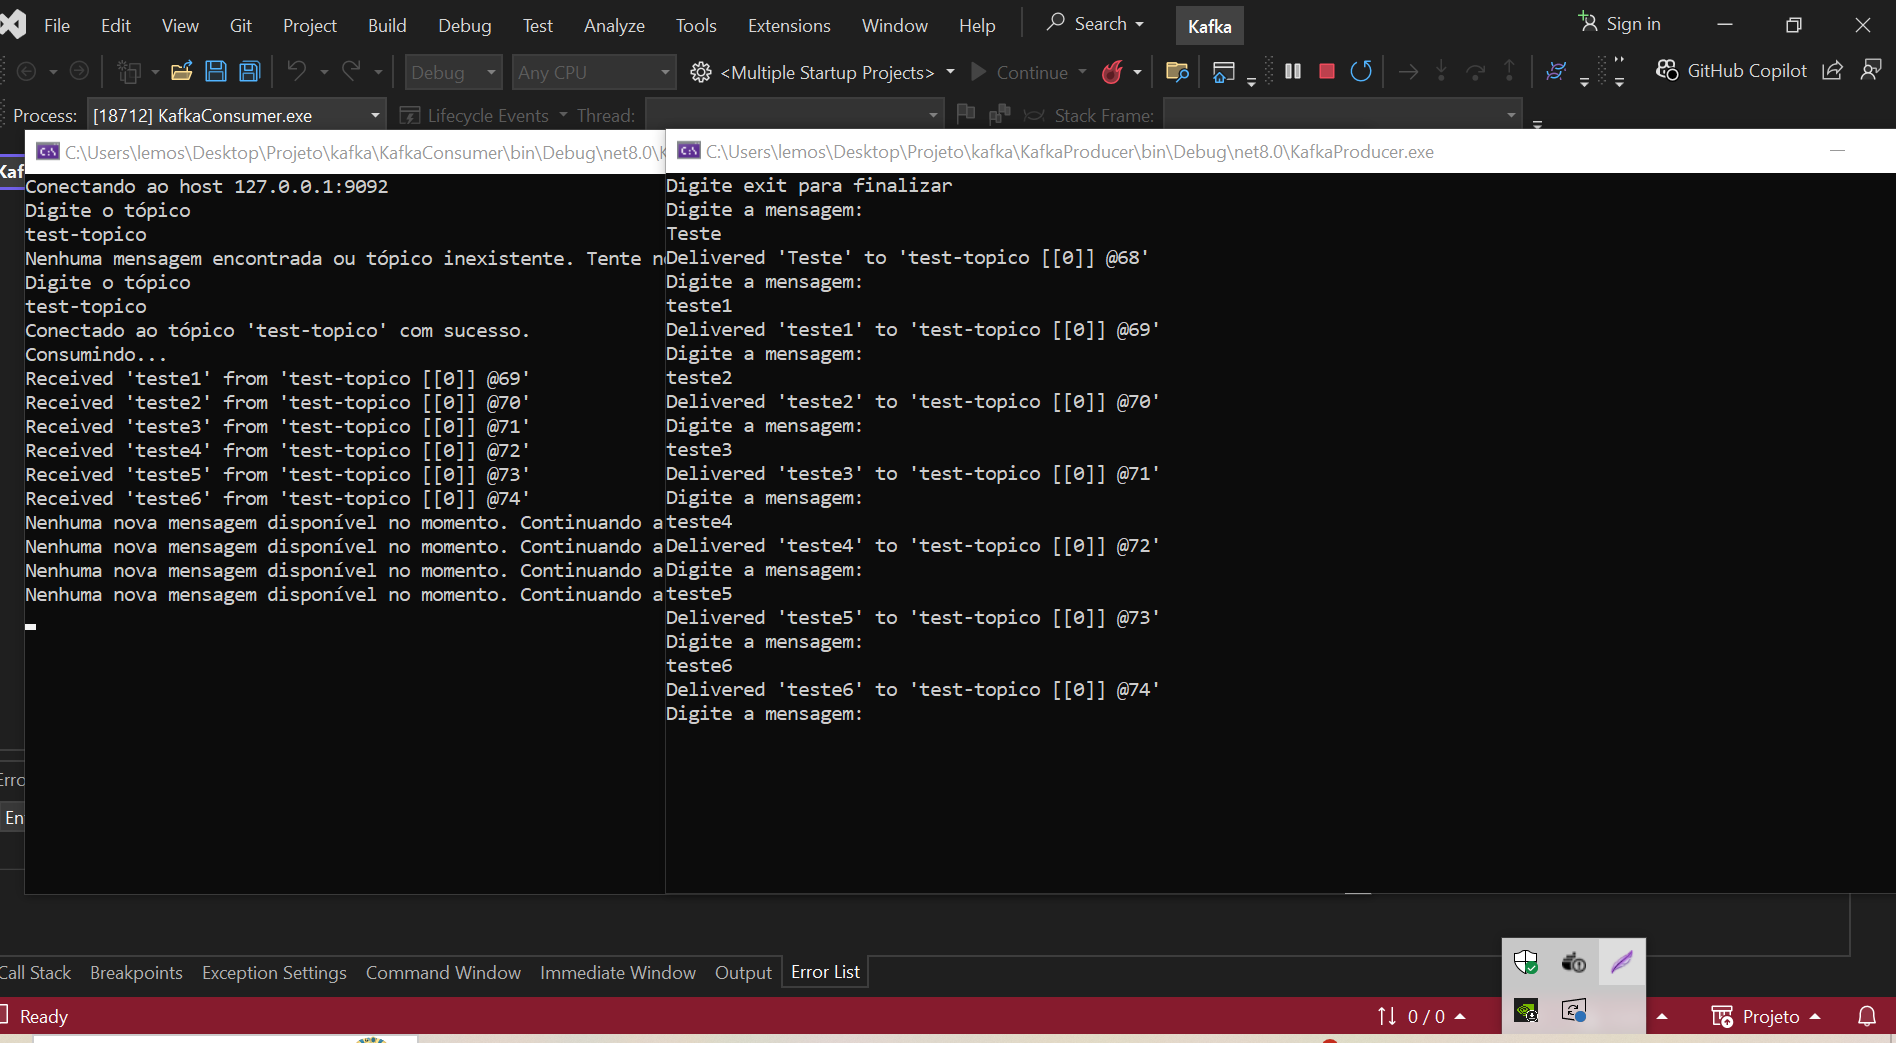 File Edit View Git Project Build Debug Test Analyze Tools Extensions Window Help Search Kafka Sign in
Debug Any CPU <Multiple Startup Projects> Continue GitHub Copilot
Process: [18712] KafkaConsumer.exe Lifecycle Events Thread: Stack Frame:
Kaf
C:\Users\lemos\Desktop\Projeto\kafka\KafkaConsumer\bin\Debug\net8.0\K
Conectando ao host 127.0.0.1:9092
Digite o tópico
test-topico
Nenhuma mensagem encontrada ou tópico inexistente. Tente n
Digite o tópico
test-topico
Conectado ao tópico 'test-topico' com sucesso.
Consumindo...
Received 'teste1' from 'test-topico [[0]] @69'
Received 'teste2' from 'test-topico [[0]] @70'
Received 'teste3' from 'test-topico [[0]] @71'
Received 'teste4' from 'test-topico [[0]] @72'
Received 'teste5' from 'test-topico [[0]] @73'
Received 'teste6' from 'test-topico [[0]] @74'
Nenhuma nova mensagem disponível no momento. Continuando a
Nenhuma nova mensagem disponível no momento. Continuando a
Nenhuma nova mensagem disponível no momento. Continuando a
Nenhuma nova mensagem disponível no momento. Continuando a
C:\Users\lemos\Desktop\Projeto\kafka\KafkaProducer\bin\Debug\net8.0\KafkaProducer.exe
Digite exit para finalizar
Digite a mensagem:
Teste
Delivered 'Teste' to 'test-topico [[0]] @68'
Digite a mensagem:
teste1
Delivered 'teste1' to 'test-topico [[0]] @69'
Digite a mensagem:
teste2
Delivered 'teste2' to 'test-topico [[0]] @70'
Digite a mensagem:
teste3
Delivered 'teste3' to 'test-topico [[0]] @71'
Digite a mensagem:
teste4
Delivered 'teste4' to 'test-topico [[0]] @72'
Digite a mensagem:
teste5
Delivered 'teste5' to 'test-topico [[0]] @73'
Digite a mensagem:
teste6
Delivered 'teste6' to 'test-topico [[0]] @74'
Digite a mensagem:
Erro
En
Call Stack Breakpoints Exception Settings Command Window Immediate Window Output Error List
Ready 0 / 0 Projeto